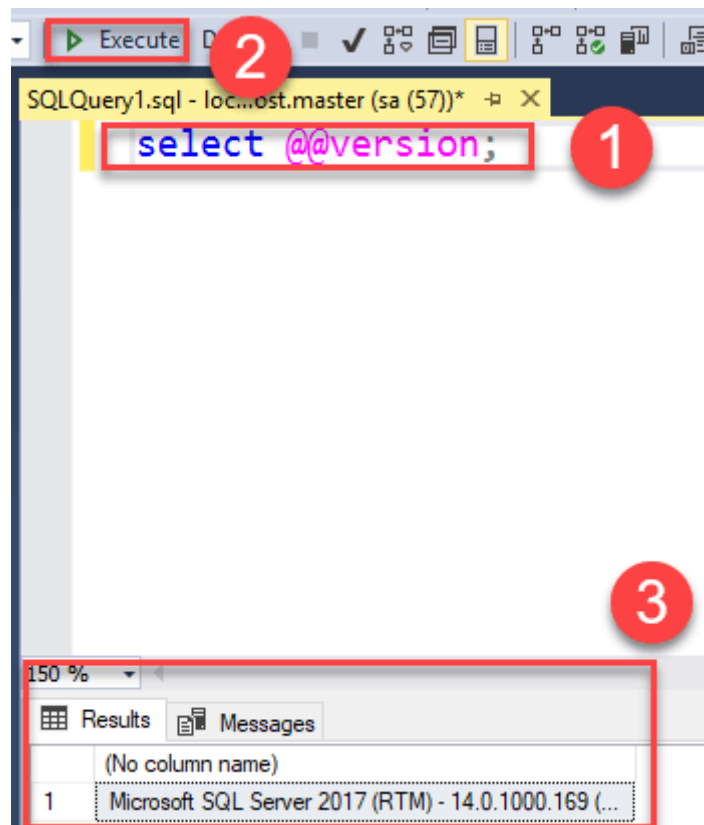 Execute
2
SQLQuery1.sql - loc...ost.master (sa (57))*
select @@version;
1
3
150 %
Results Messages
(No column name)
1 Microsoft SQL Server 2017 (RTM) - 14.0.1000.169 (...